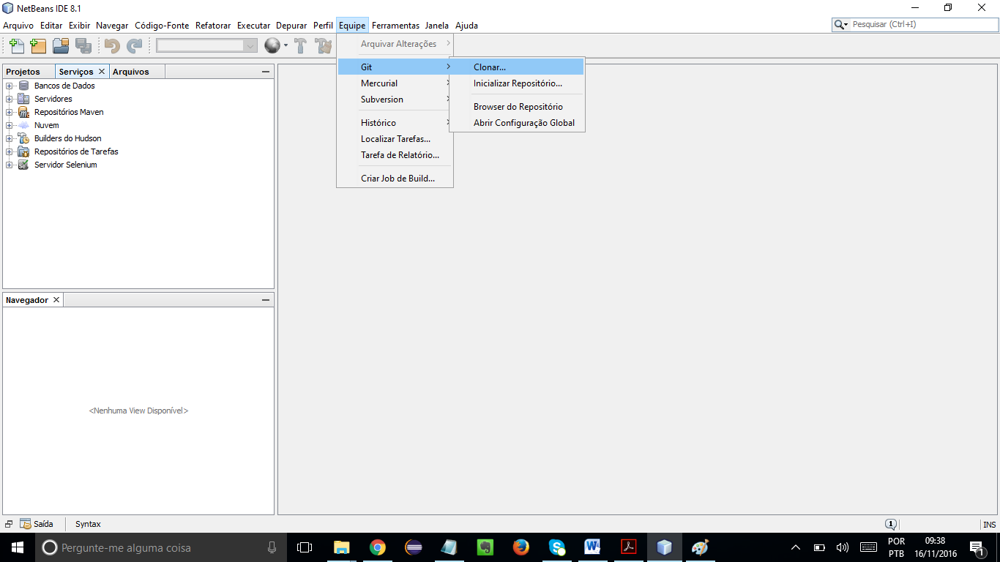 NetBeans IDE 8.1
Arquivo Editar Exibir Navegar Código-Fonte Refatorar Executar Depurar Perfil Equipe Ferramentas Janela Ajuda
Pesquisar (Ctrl+I)
Arquivar Alterações
Git
Mercurial
Subversion
Histórico
Localizar Tarefas...
Tarefa de Relatório...
Criar Job de Build...
Clonar...
Inicializar Repositório...
Browser do Repositório
Abrir Configuração Global
Projetos Serviços Arquivos
Bancos de Dados
Servidores
Repositórios Maven
Nuvem
Builders do Hudson
Repositórios de Tarefas
Servidor Selenium
Navegador
<Nenhuma View Disponível>
Saída Syntax
1
INS
Pergunte-me alguma coisa
POR
PTB
09:38
16/11/2016
1